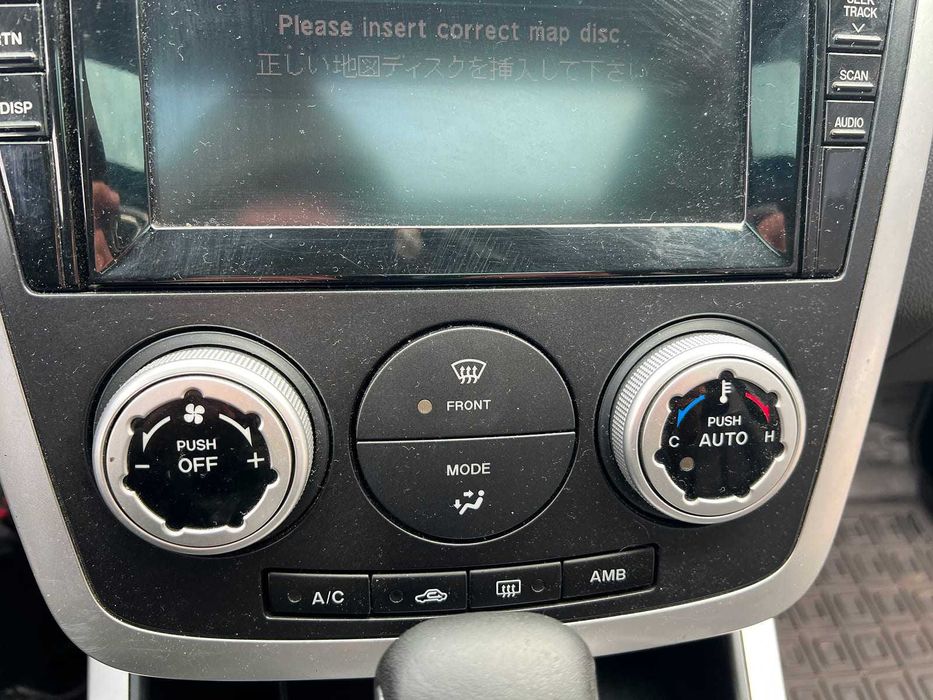 Please insert correct map disc
正しい地図ディスクを挿入して下さい
RTN
DISP
SEEK
TRACK
SCAN
AUDIO
PUSH
OFF
- +
FRONT
MODE
PUSH
AUTO
C H
A/C
AMB